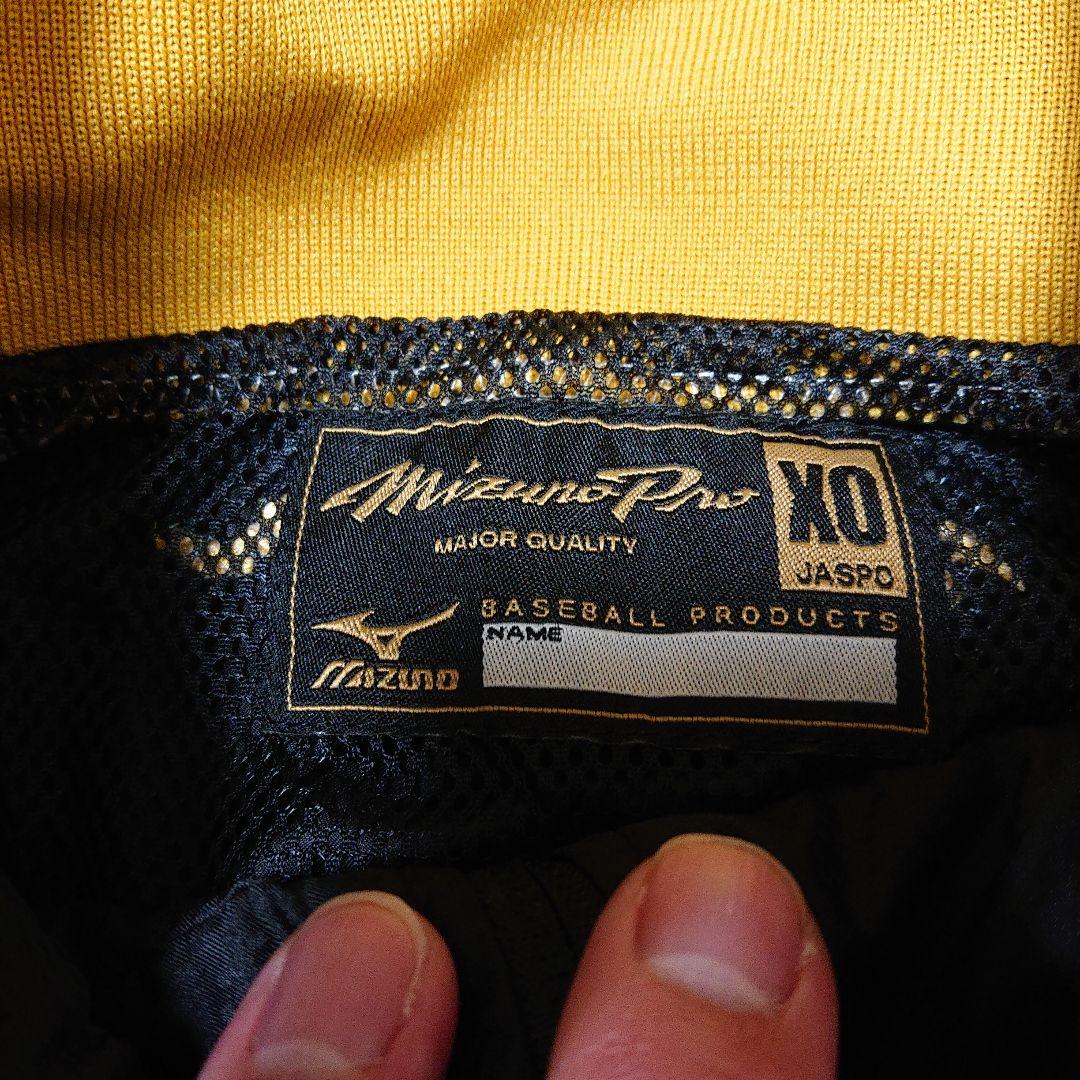 Mizuno Pro
XO
MAJOR QUALITY
JASPO
BASEBALL PRODUCTS
NAME
MIZUNO